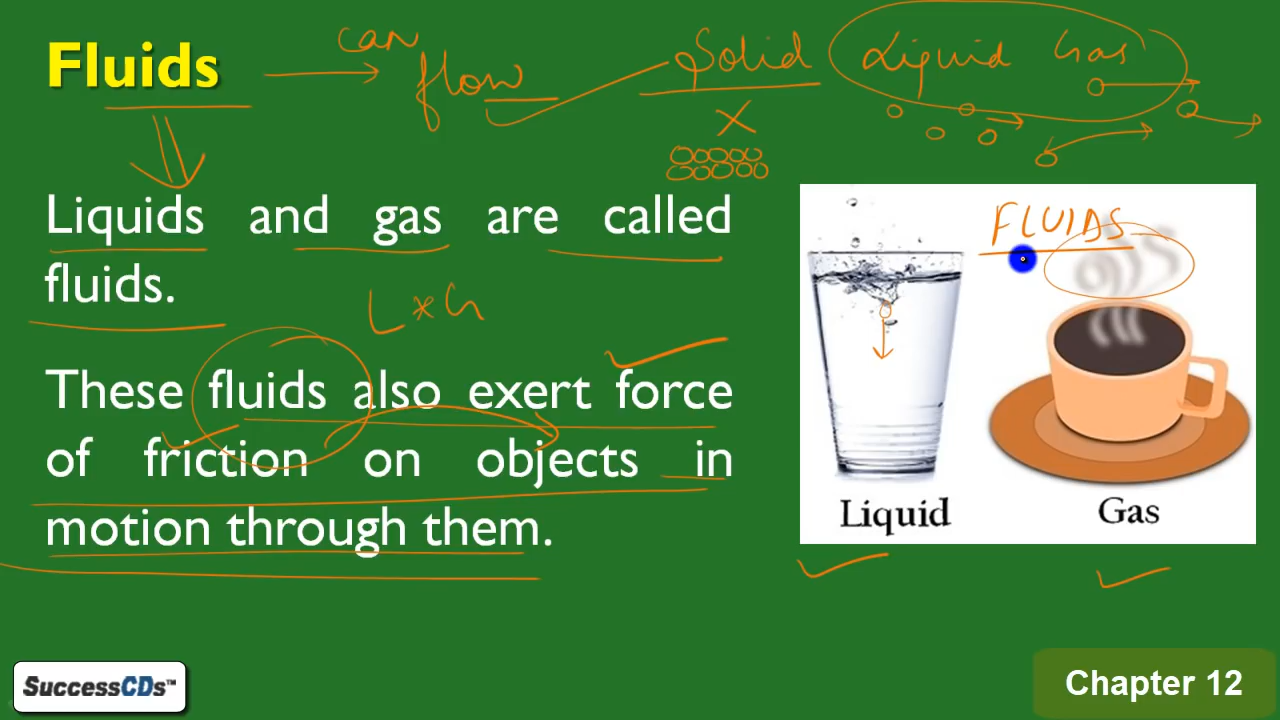 Fluids
can
flow
Solid Liquid Gas
Liquids and gas are called
fluids.
FLUIDS
These fluids also exert force
of friction on objects in
motion through them.
Liquid
Gas
SuccessCDs™
Chapter 12